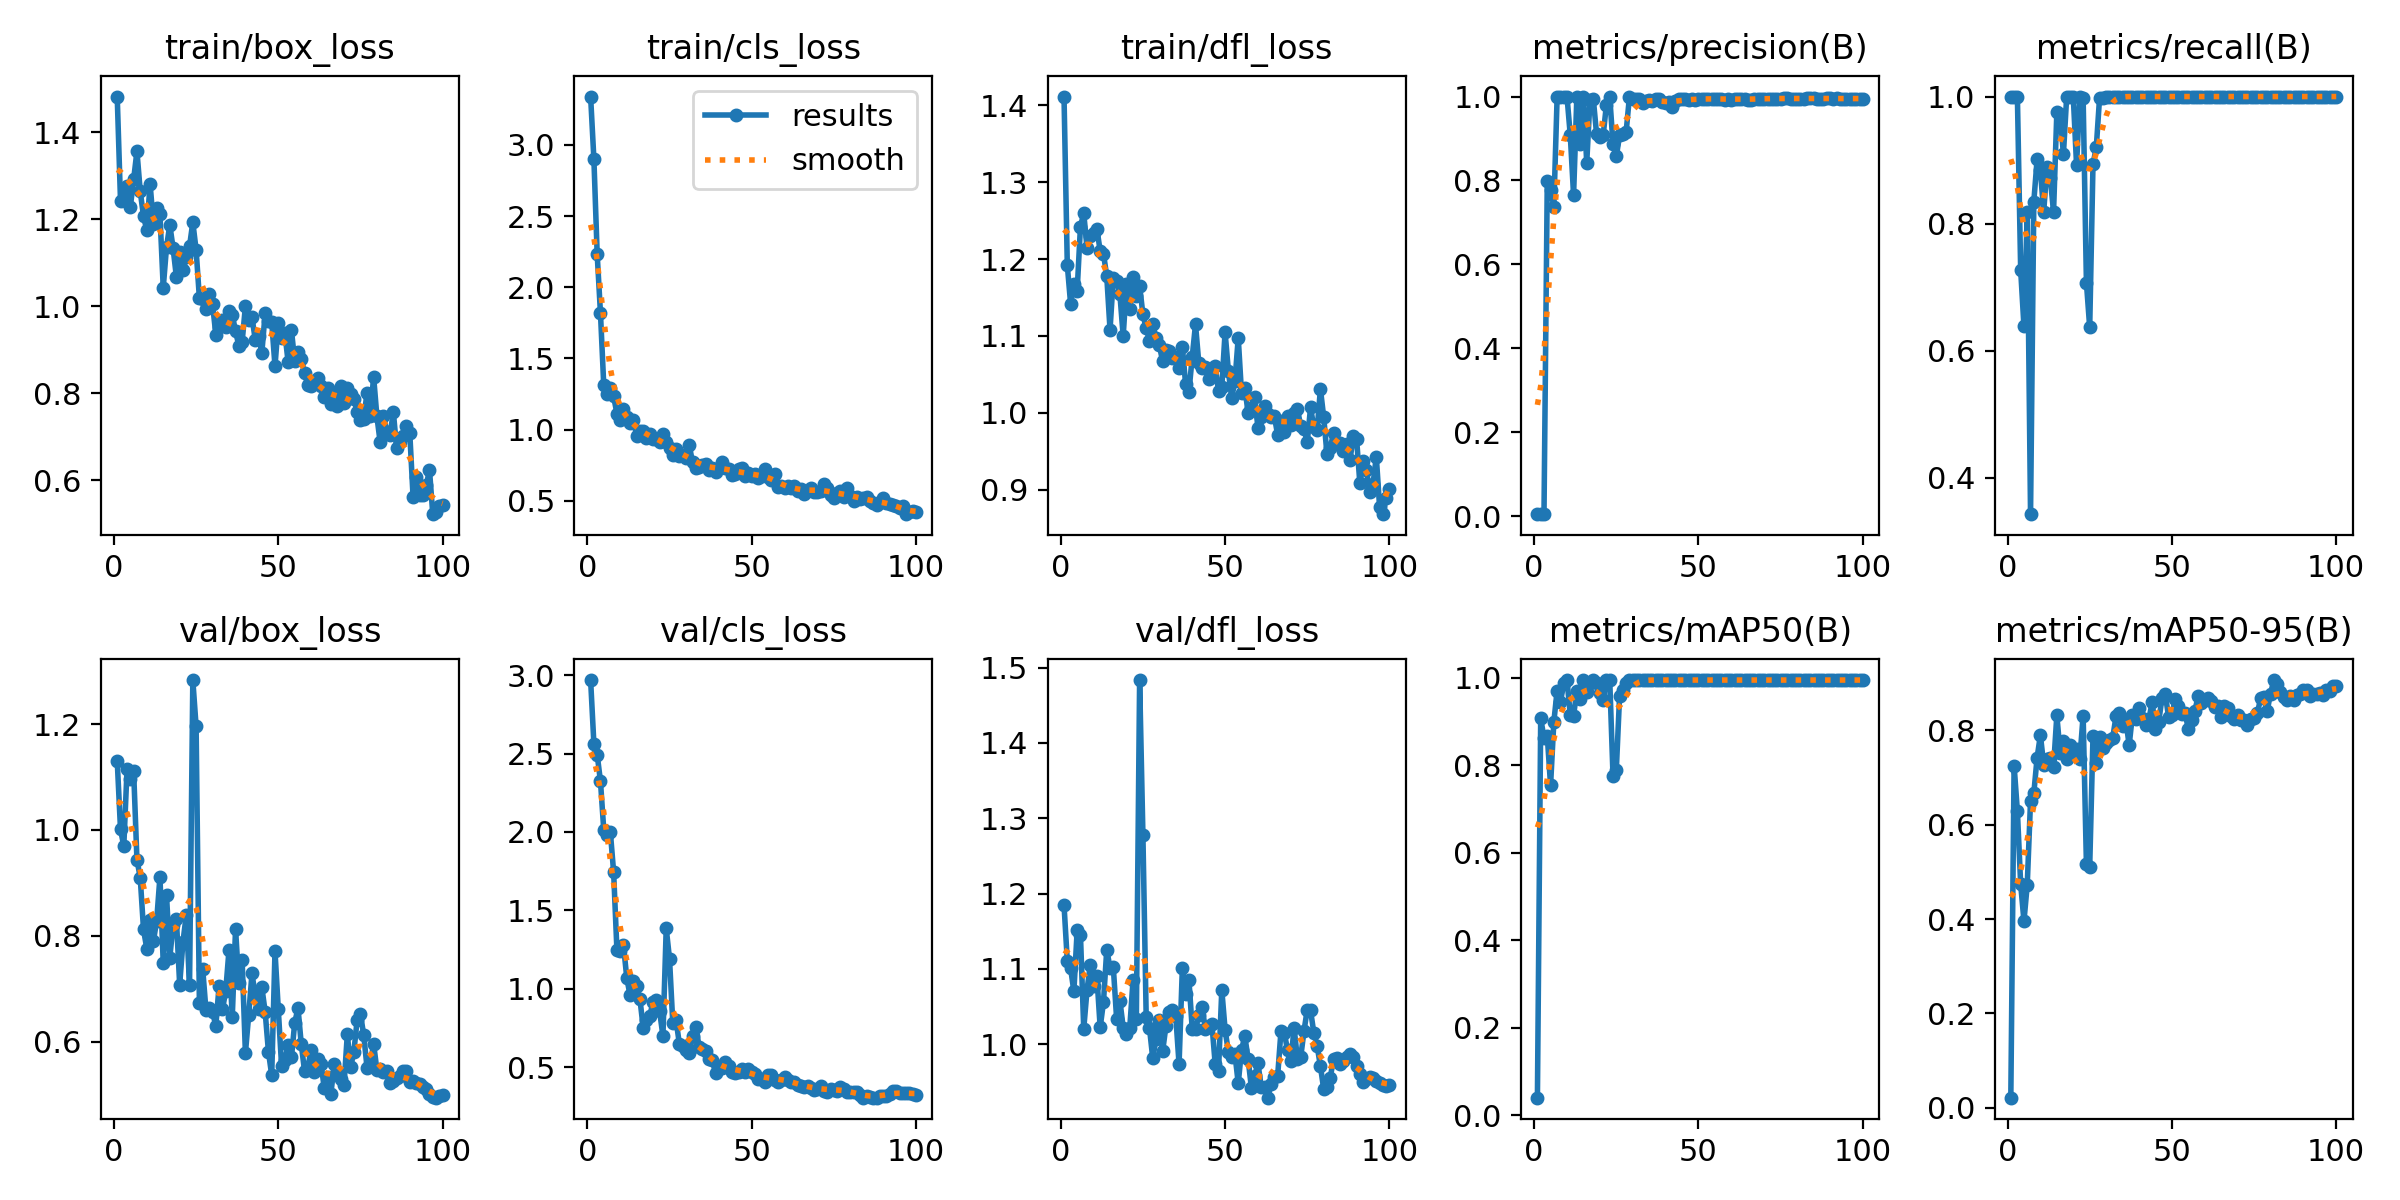 train/box_loss
1.4
1.2
1.0
0.8
0.6
0 50 100
train/cls_loss
results
smooth
3.0
2.5
2.0
1.5
1.0
0.5
0 50 100
train/dfl_loss
1.4
1.3
1.2
1.1
1.0
0.9
0 50 100
metrics/precision(B)
1.0
0.8
0.6
0.4
0.2
0.0
0 50 100
metrics/recall(B)
1.0
0.8
0.6
0.4
0 50 100
val/box_loss
1.2
1.0
0.8
0.6
0 50 100
val/cls_loss
3.0
2.5
2.0
1.5
1.0
0.5
0 50 100
val/dfl_loss
1.5
1.4
1.3
1.2
1.1
1.0
0 50 100
metrics/mAP50(B)
1.0
0.8
0.6
0.4
0.2
0.0
0 50 100
metrics/mAP50-95(B)
0.8
0.6
0.4
0.2
0.0
0 50 100